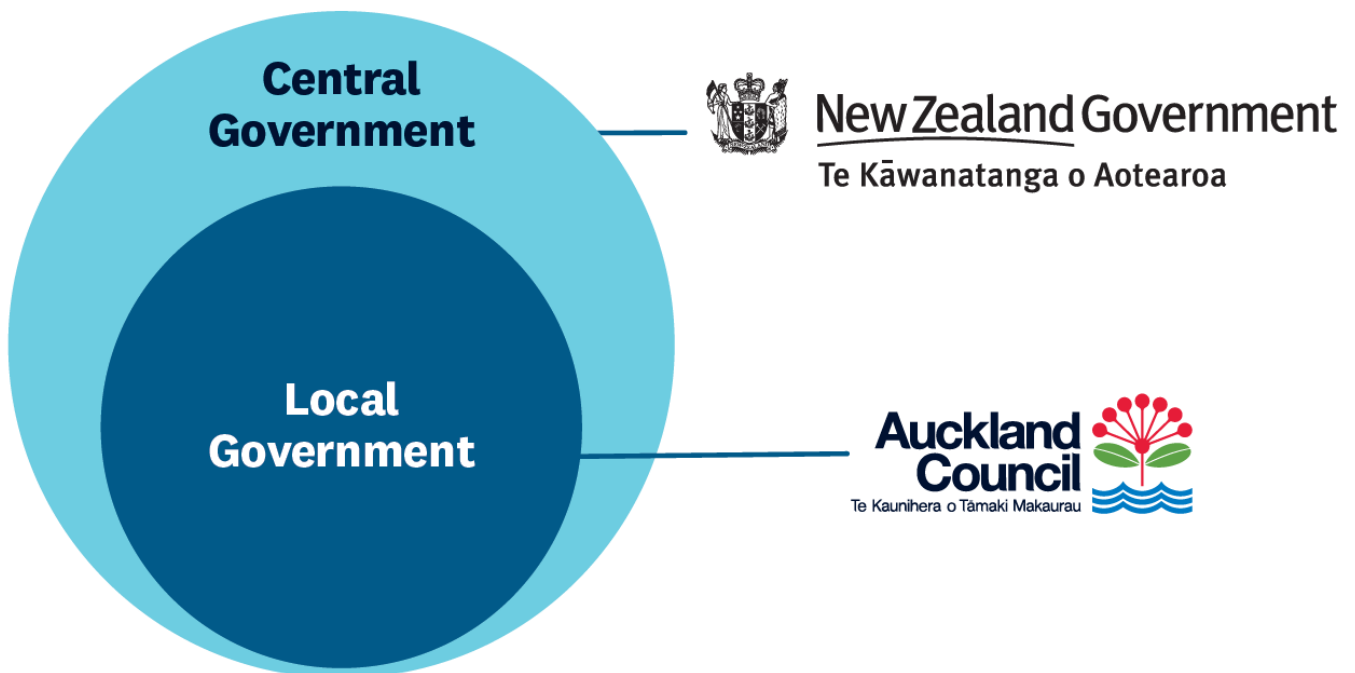 Central
Government
New Zealand Government
Te Kāwanatanga o Aotearoa
Local
Government
Auckland
Council
Te Kaunihera o Tāmaki Makaurau